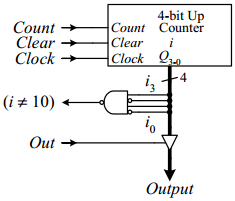 4-bit Up
Count Count Counter
Clear Clear i
Clock Clock Q3-0
i3 4
(i ≠ 10)
i0
Out
Output